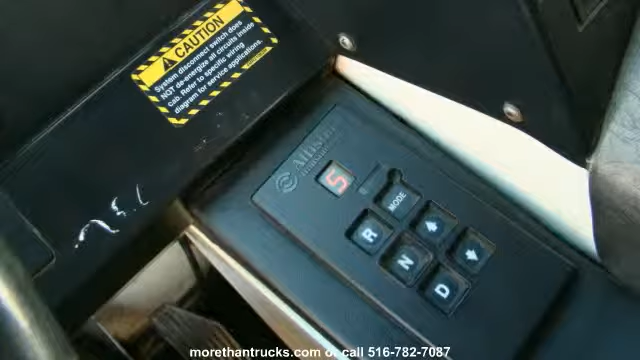 CAUTION
System disconnect switch does
NOT de-energize all circuits inside
cab. Refer to specific wiring
diagram for service applications.
Allison
5
MODE
R
N
D
morethantrucks.com or call 516-782-7087